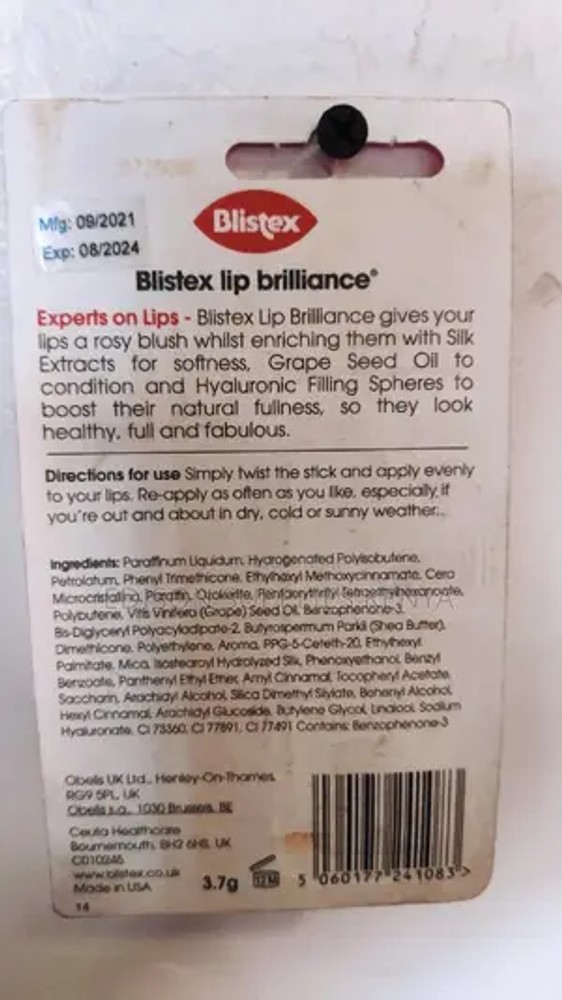 Mfg: 09/2021
Exp: 08/2024
Blistex
Blistex lip brilliance®
Experts on Lips - Blistex Lip Brilliance gives your
lips a rosy blush whilst enriching them with Silk
Extracts for softness, Grape Seed Oil to
condition and Hyaluronic Filling Spheres to
boost their natural fullness, so they look
healthy, full and fabulous.
Directions for use Simply twist the stick and apply evenly
to your lips. Re-apply as often as you like, especially if
you're out and about in dry, cold or sunny weather.
Ingredients: Paraffinum Liquidum, Hydrogenated Polyisobutene,
Petrolatum, Phenyl Trimethicone, Ethylhexyl Methoxycinnamate, Cera
Microcristallina, Paraffin, Ozokerite, Pentaerythrityl Tetraethylhexanoate,
Polybutene, Vitis Vinifera (Grape) Seed Oil, Benzophenone-3,
Bis-Diglyceryl Polyacyladipate-2, Butyrospermum Parkii (Shea Butter),
Dimethicone, Polyethylene, Aroma, PPG-5-Ceteth-20, Ethylhexyl
Palmitate, Mica, Isostearoyl Hydrolyzed Silk, Phenoxyethanol, Benzyl
Benzoate, Panthenyl Ethyl Ether, Amyl Cinnamal, Tocopheryl Acetate,
Saccharin, Arachidyl Alcohol, Silica Dimethyl Silylate, Behenyl Alcohol,
Hexyl Cinnamal, Arachidyl Glucoside, Butylene Glycol, Linalool, Sodium
Hyaluronate, CI 73360, CI 77891, CI 77491 Contains: Benzophenone-3
Obelis UK Ltd., Henley-On-Thames,
RG9 5PL, UK
Obelis s.a., 1030 Brussels, BE
Ceuta Healthcare
Bournemouth, BH2 6HS, UK
C010245
www.blistex.co.uk
Made in USA
3.7g
12M
5 060177 241083 >
14